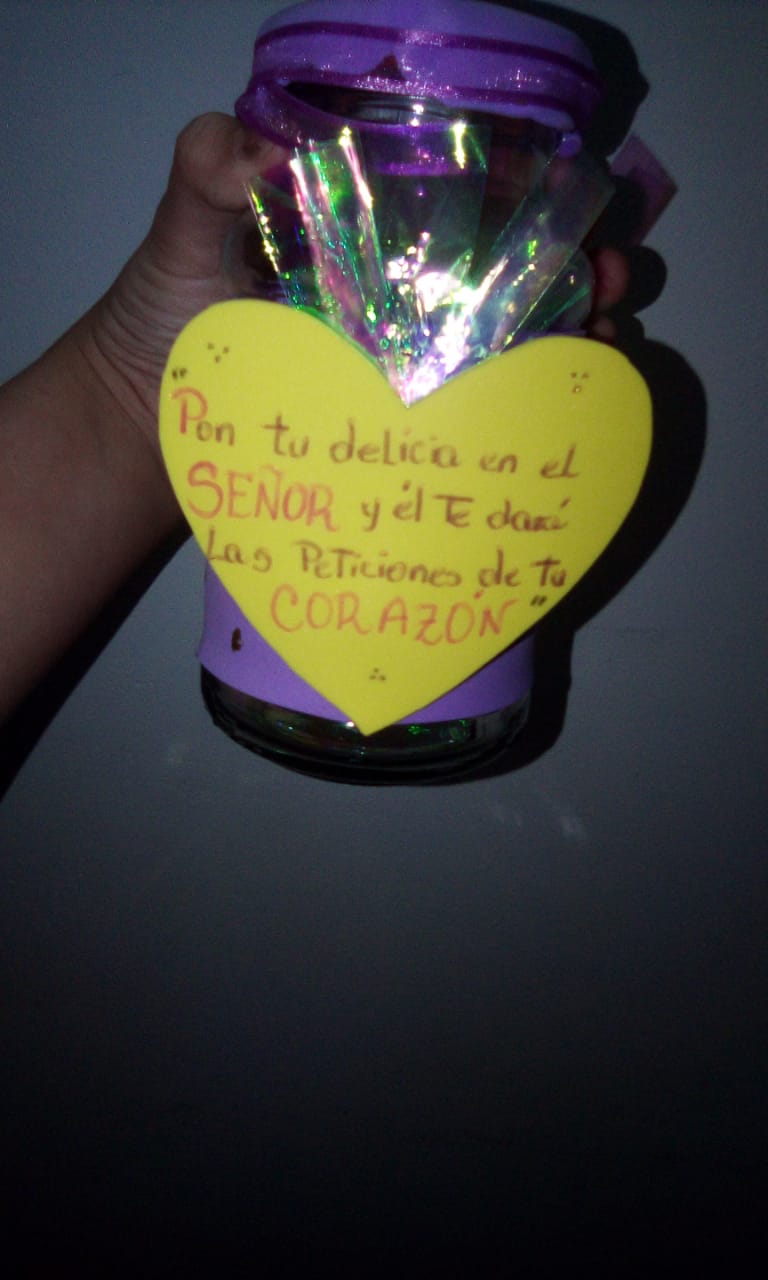 "Pon tu delicia en el
SEÑOR y él TE dará
Las PeTiciones de tu
CORAZÓN"